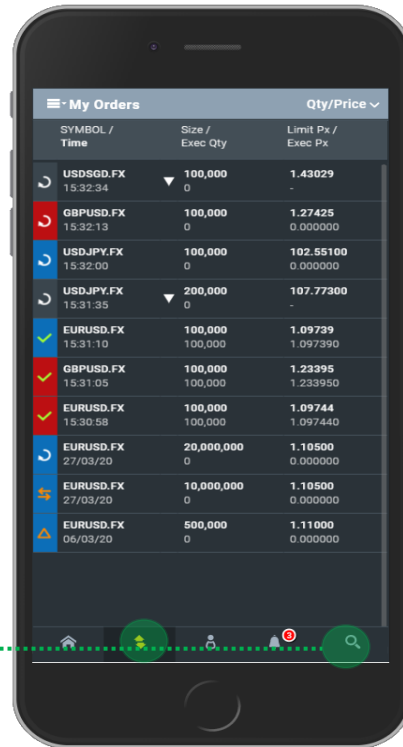 My Orders Qty/Price
SYMBOL / Size / Limit Px /
Time Exec Qty Exec Px
USDSGD.FX 100,000 1.43029
15:32:34 0 -
GBPUSD.FX 100,000 1.27425
15:32:13 0 0.000000
USDJPY.FX 100,000 102.55100
15:32:00 0 0.000000
USDJPY.FX 200,000 107.77300
15:31:35 0 -
EURUSD.FX 100,000 1.09739
15:31:10 100,000 1.097390
GBPUSD.FX 100,000 1.23395
15:31:05 100,000 1.233950
EURUSD.FX 100,000 1.09744
15:30:58 100,000 1.097440
EURUSD.FX 20,000,000 1.10500
27/03/20 0 0.000000
EURUSD.FX 10,000,000 1.10500
27/03/20 0 0.000000
EURUSD.FX 500,000 1.11000
06/03/20 0 0.000000
3